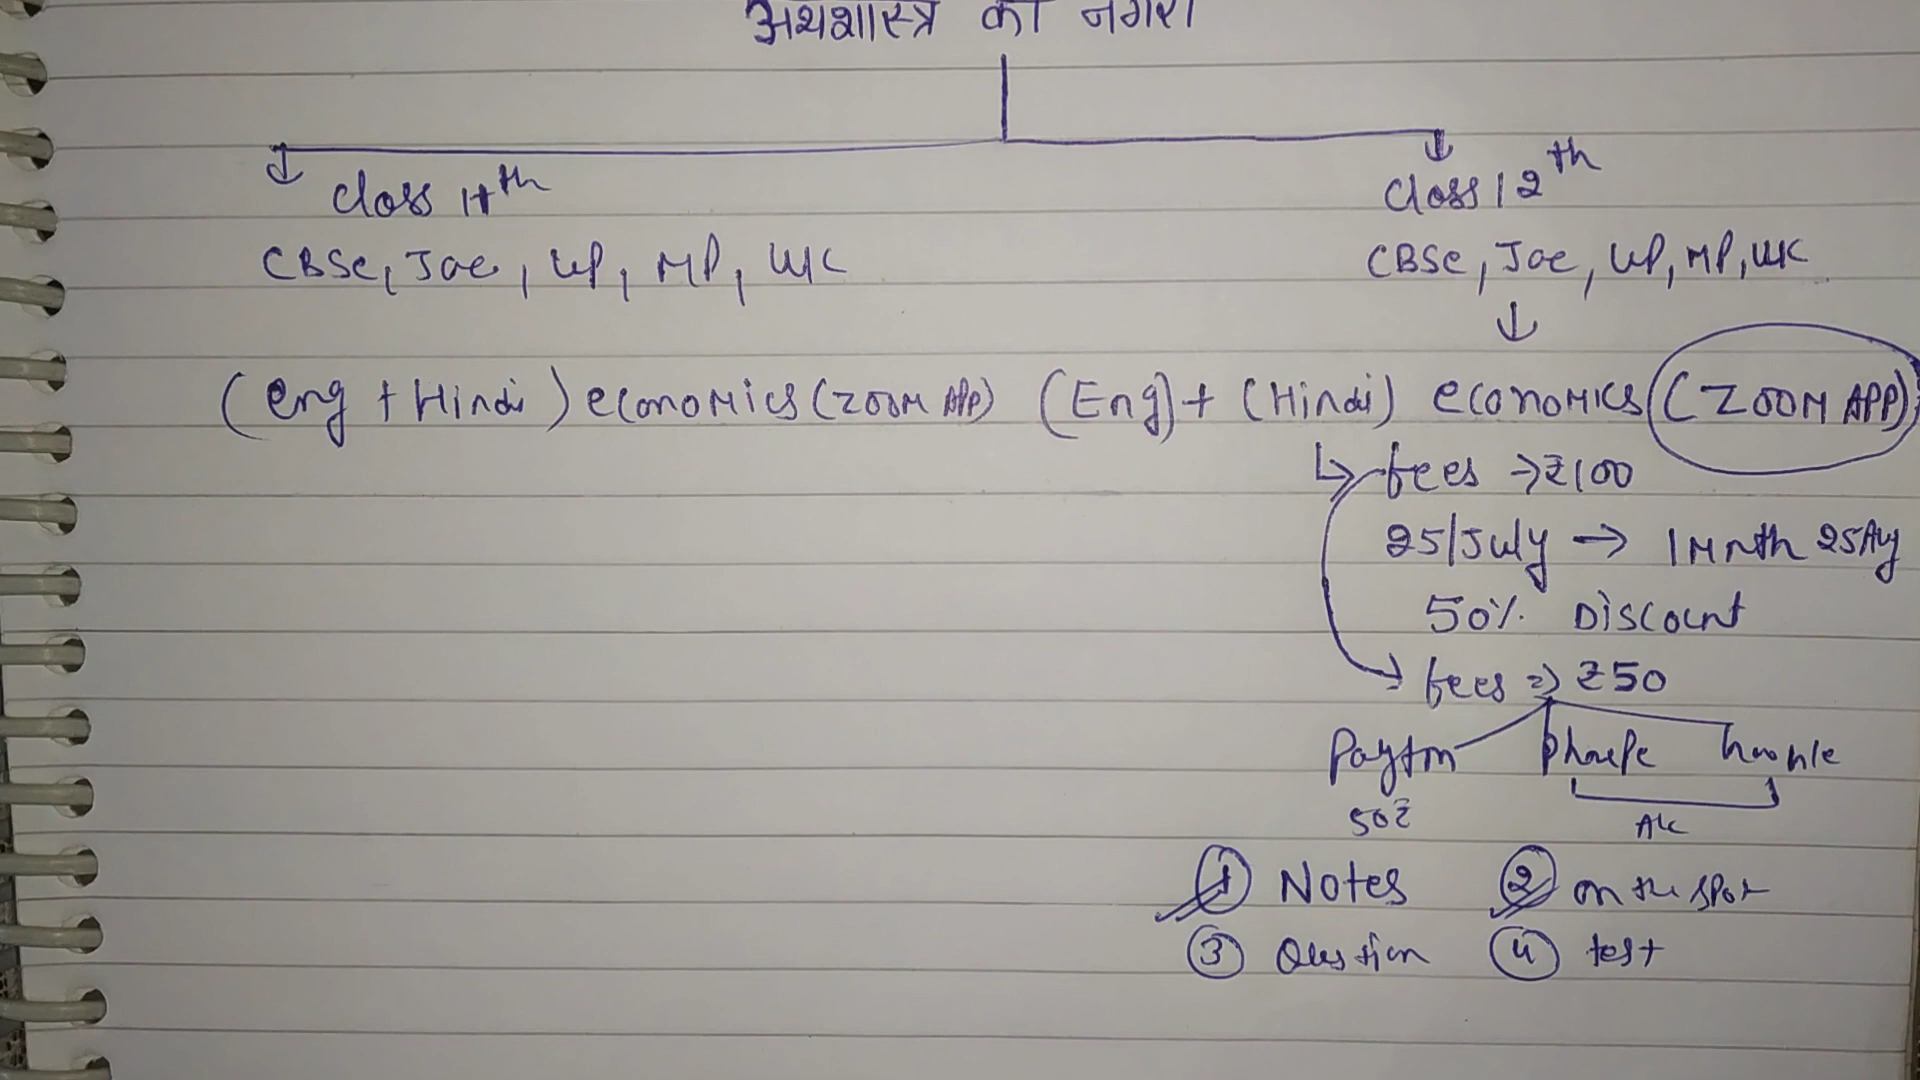 अर्थशास्त्र की नगरी
Class 11th
CBSE, Jac, UP, MP, UK
(Eng + Hindi) economics (ZOOM APP)
Class 12th
CBSE, Jac, UP, MP, UK
(Eng) + (Hindi) economics (ZOOM APP)
fees → ₹100
25/July → 1 Month 25 Aug
50% Discount
fees ⇒ ₹50
Paytm PhonePe
50₹
① Notes ② on the spot
③ Question ④ test